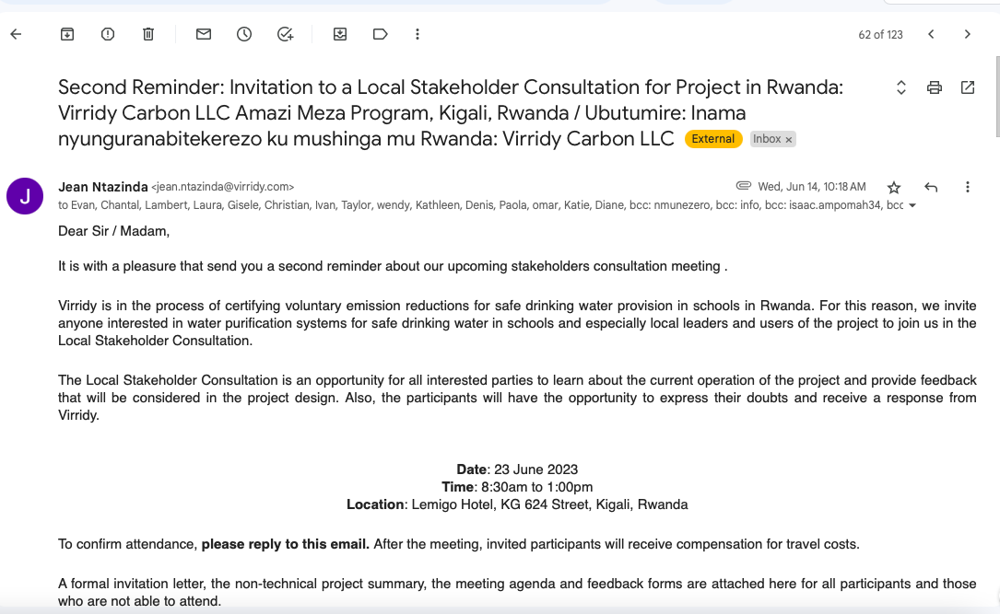 62 of 123
Second Reminder: Invitation to a Local Stakeholder Consultation for Project in Rwanda:
Virridy Carbon LLC Amazi Meza Program, Kigali, Rwanda / Ubutumire: Inama
nyunguranabitekerezo ku mushinga mu Rwanda: Virridy Carbon LLC External Inbox ×
J
Jean Ntazinda <jean.ntazinda@virridy.com> Wed, Jun 14, 10:18 AM
to Evan, Chantal, Lambert, Laura, Gisele, Christian, Ivan, Taylor, wendy, Kathleen, Denis, Paola, omar, Katie, Diane, bcc: nmunezero, bcc: info, bcc: isaac.ampomah34, bcc
Dear Sir / Madam,
It is with a pleasure that send you a second reminder about our upcoming stakeholders consultation meeting .
Virridy is in the process of certifying voluntary emission reductions for safe drinking water provision in schools in Rwanda. For this reason, we invite
anyone interested in water purification systems for safe drinking water in schools and especially local leaders and users of the project to join us in the
Local Stakeholder Consultation.
The Local Stakeholder Consultation is an opportunity for all interested parties to learn about the current operation of the project and provide feedback
that will be considered in the project design. Also, the participants will have the opportunity to express their doubts and receive a response from
Virridy.
Date: 23 June 2023
Time: 8:30am to 1:00pm
Location: Lemigo Hotel, KG 624 Street, Kigali, Rwanda
To confirm attendance, please reply to this email. After the meeting, invited participants will receive compensation for travel costs.
A formal invitation letter, the non-technical project summary, the meeting agenda and feedback forms are attached here for all participants and those
who are not able to attend.